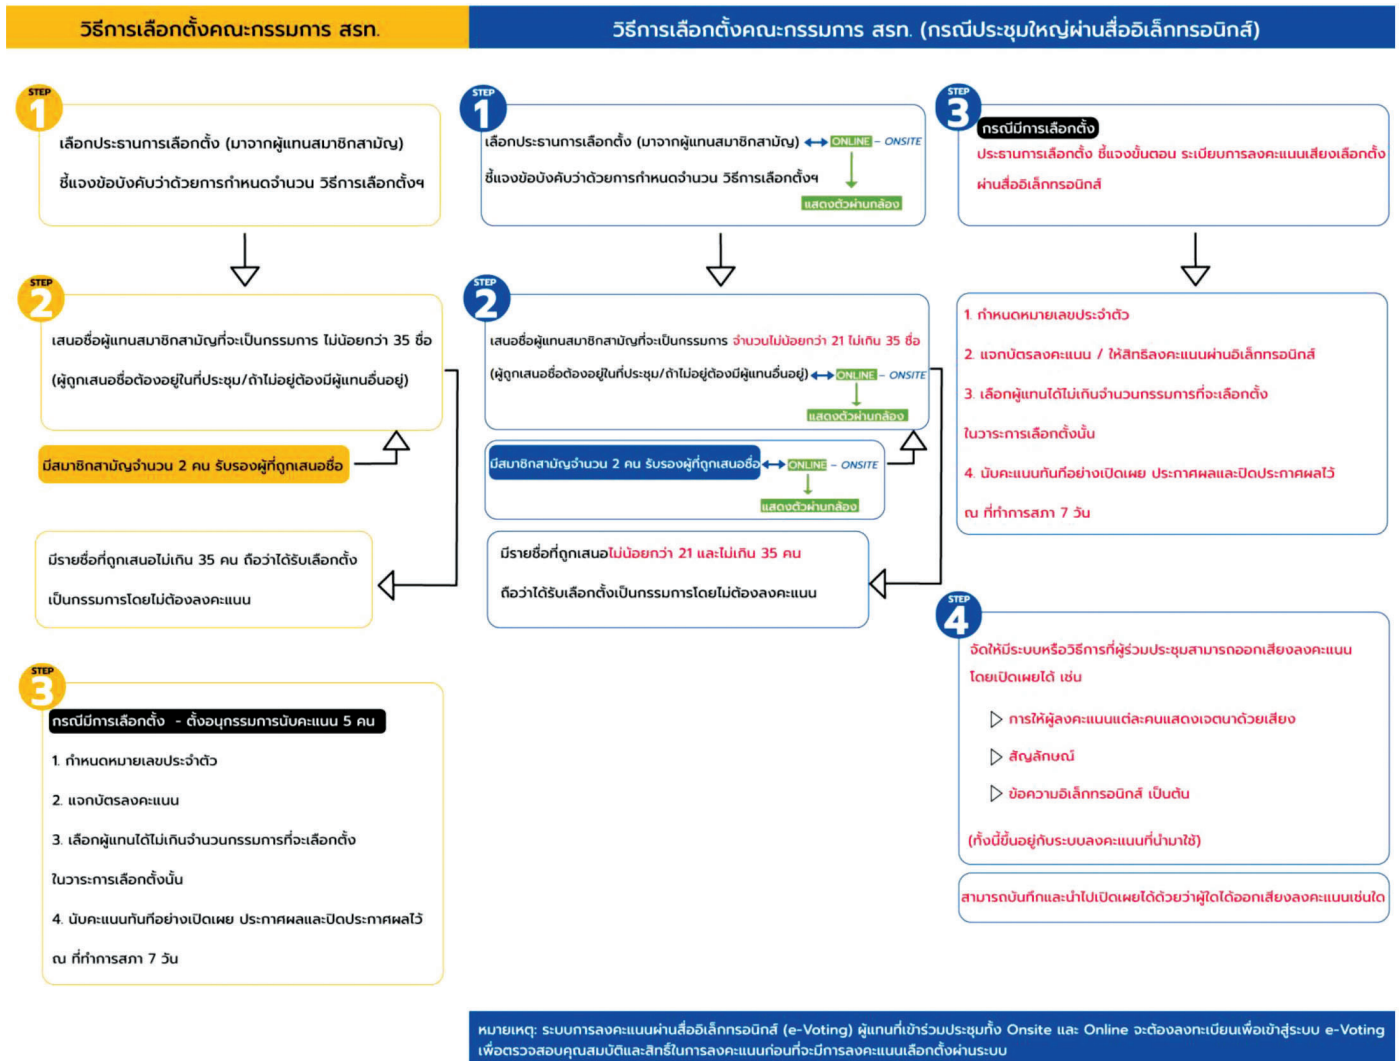 วิธีการเลือกตั้งคณะกรรมการ สรท.
STEP
1
เลือกประธานการเลือกตั้ง (มาจากผู้แทนสมาชิกสามัญ)
ชี้แจงข้อบังคับว่าด้วยการกำหนดจำนวน วิธีการเลือกตั้งฯ
STEP
2
เสนอชื่อผู้แทนสมาชิกสามัญที่จะเป็นกรรมการ ไม่น้อยกว่า 35 ชื่อ
(ผู้ถูกเสนอชื่อต้องอยู่ในที่ประชุม/ถ้าไม่อยู่ต้องมีผู้แทนอื่นอยู่)
มีสมาชิกสามัญจำนวน 2 คน รับรองผู้ที่ถูกเสนอชื่อ
มีรายชื่อที่ถูกเสนอไม่เกิน 35 คน ถือว่าได้รับเลือกตั้ง
เป็นกรรมการโดยไม่ต้องลงคะแนน
STEP
3
กรณีมีการเลือกตั้ง - ตั้งอนุกรรมการนับคะแนน 5 คน
1. กำหนดหมายเลขประจำตัว
2. แจกบัตรลงคะแนน
3. เลือกผู้แทนได้ไม่เกินจำนวนกรรมการที่จะเลือกตั้ง
ในวาระการเลือกตั้งนั้น
4. นับคะแนนทันทีอย่างเปิดเผย ประกาศผลและปิดประกาศผลไว้
ณ ที่ทำการสภา 7 วัน
วิธีการเลือกตั้งคณะกรรมการ สรท. (กรณีประชุมใหญ่ผ่านสื่ออิเล็กทรอนิกส์)
STEP
1
เลือกประธานการเลือกตั้ง (มาจากผู้แทนสมาชิกสามัญ) ↔ ONLINE – ONSITE
ชี้แจงข้อบังคับว่าด้วยการกำหนดจำนวน วิธีการเลือกตั้งฯ
แสดงตัวผ่านกล้อง
STEP
2
เสนอชื่อผู้แทนสมาชิกสามัญที่จะเป็นกรรมการ จำนวนไม่น้อยกว่า 21 ไม่เกิน 35 ชื่อ
(ผู้ถูกเสนอชื่อต้องอยู่ในที่ประชุม/ถ้าไม่อยู่ต้องมีผู้แทนอื่นอยู่) ↔ ONLINE – ONSITE
แสดงตัวผ่านกล้อง
มีสมาชิกสามัญจำนวน 2 คน รับรองผู้ที่ถูกเสนอชื่อ ↔ ONLINE – ONSITE
แสดงตัวผ่านกล้อง
มีรายชื่อที่ถูกเสนอไม่น้อยกว่า 21 และไม่เกิน 35 คน
ถือว่าได้รับเลือกตั้งเป็นกรรมการโดยไม่ต้องลงคะแนน
STEP
3
กรณีมีการเลือกตั้ง
ประธานการเลือกตั้ง ชี้แจงขั้นตอน ระเบียบการลงคะแนนเสียงเลือกตั้ง
ผ่านสื่ออิเล็กทรอนิกส์
1. กำหนดหมายเลขประจำตัว
2. แจกบัตรลงคะแนน / ให้สิทธิลงคะแนนผ่านอิเล็กทรอนิกส์
3. เลือกผู้แทนได้ไม่เกินจำนวนกรรมการที่จะเลือกตั้ง
ในวาระการเลือกตั้งนั้น
4. นับคะแนนทันทีอย่างเปิดเผย ประกาศผลและปิดประกาศผลไว้
ณ ที่ทำการสภา 7 วัน
STEP
4
จัดให้มีระบบหรือวิธีการที่ผู้ร่วมประชุมสามารถออกเสียงลงคะแนน
โดยเปิดเผยได้ เช่น
การให้ผู้ลงคะแนนแต่ละคนแสดงเจตนาด้วยเสียง
สัญลักษณ์
ข้อความอิเล็กทรอนิกส์ เป็นต้น
(ทั้งนี้ขึ้นอยู่กับระบบลงคะแนนที่นำมาใช้)
สามารถบันทึกและนำไปเปิดเผยได้ด้วยว่าผู้ใดได้ออกเสียงลงคะแนนเช่นใด
หมายเหตุ: ระบบการลงคะแนนผ่านสื่ออิเล็กทรอนิกส์ (e-Voting) ผู้แทนที่เข้าร่วมประชุมทั้ง Onsite และ Online จะต้องลงทะเบียนเพื่อเข้าสู่ระบบ e-Voting
เพื่อตรวจสอบคุณสมบัติและสิทธิ์ในการลงคะแนนก่อนที่จะมีการลงคะแนนเลือกตั้งผ่านระบบ